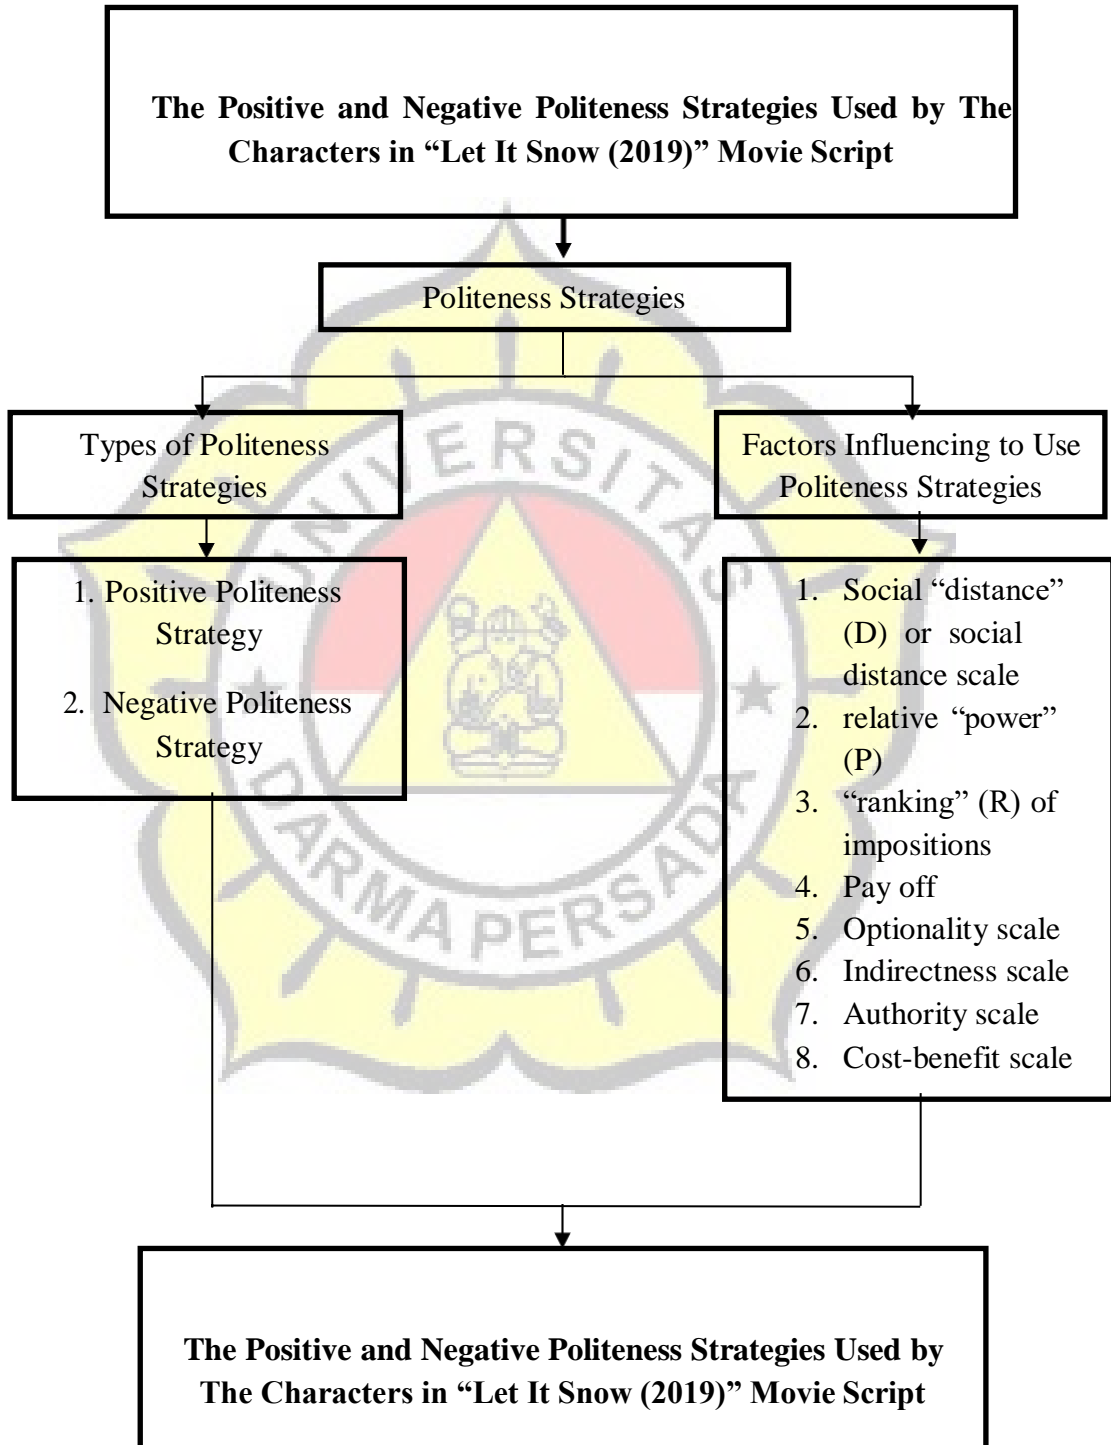 The Positive and Negative Politeness Strategies Used by The
Characters in “Let It Snow (2019)” Movie Script
Politeness Strategies
Types of Politeness
Strategies
Factors Influencing to Use
Politeness Strategies
1. Positive Politeness
Strategy
2. Negative Politeness
Strategy
1. Social “distance”
(D) or social
distance scale
2. relative “power”
(P)
3. “ranking” (R) of
impositions
4. Pay off
5. Optionality scale
6. Indirectness scale
7. Authority scale
8. Cost-benefit scale
UNIVERSITAS
DARMA PERSADA
The Positive and Negative Politeness Strategies Used by
The Characters in “Let It Snow (2019)” Movie Script